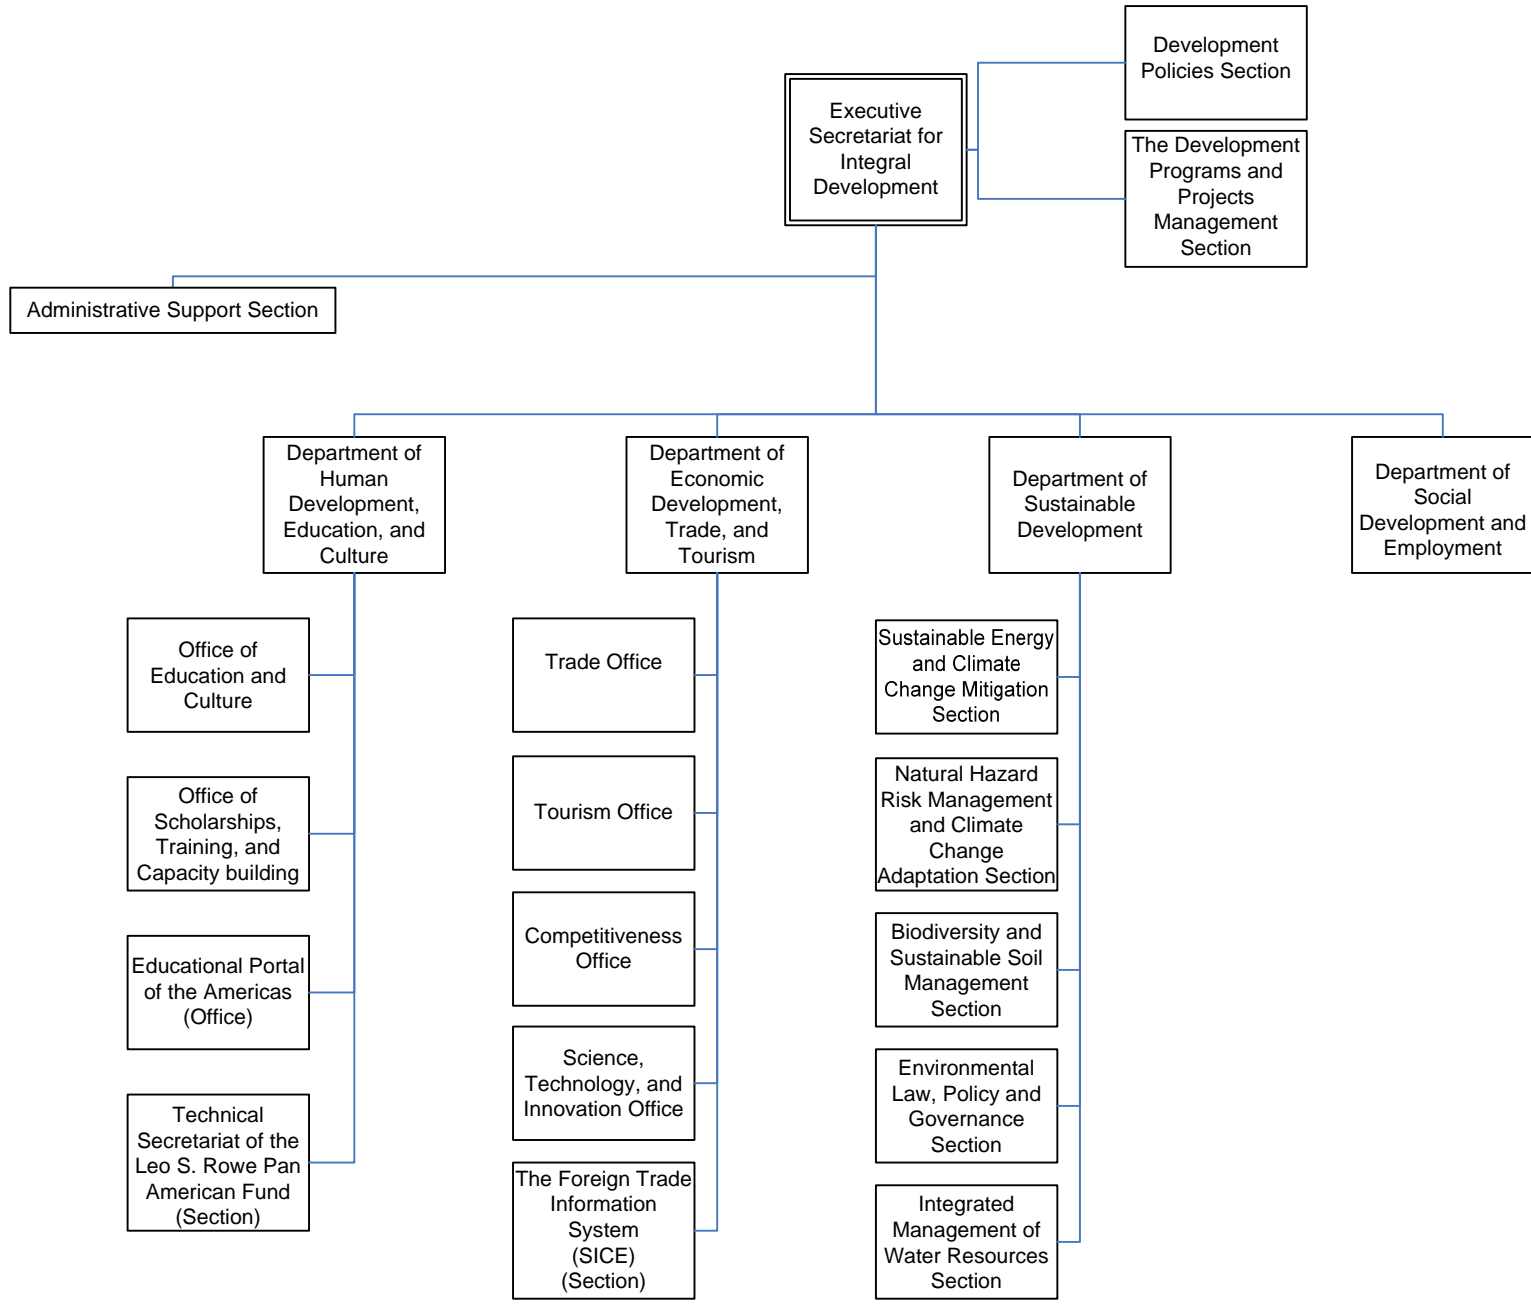 Development
Policies Section
Executive
Secretariat for
Integral
Development
The Development
Programs and
Projects
Management
Section
Administrative Support Section
Department of
Human
Development,
Education, and
Culture
Department of
Economic
Development,
Trade, and
Tourism
Department of
Sustainable
Development
Department of
Social
Development and
Employment
Office of
Education and
Culture
Office of
Scholarships,
Training, and
Capacity building
Educational Portal
of the Americas
(Office)
Technical
Secretariat of the
Leo S. Rowe Pan
American Fund
(Section)
Trade Office
Tourism Office
Competitiveness
Office
Science,
Technology, and
Innovation Office
The Foreign Trade
Information
System
(SICE)
(Section)
Sustainable Energy
and Climate
Change Mitigation
Section
Natural Hazard
Risk Management
and Climate
Change
Adaptation Section
Biodiversity and
Sustainable Soil
Management
Section
Environmental
Law, Policy and
Governance
Section
Integrated
Management of
Water Resources
Section